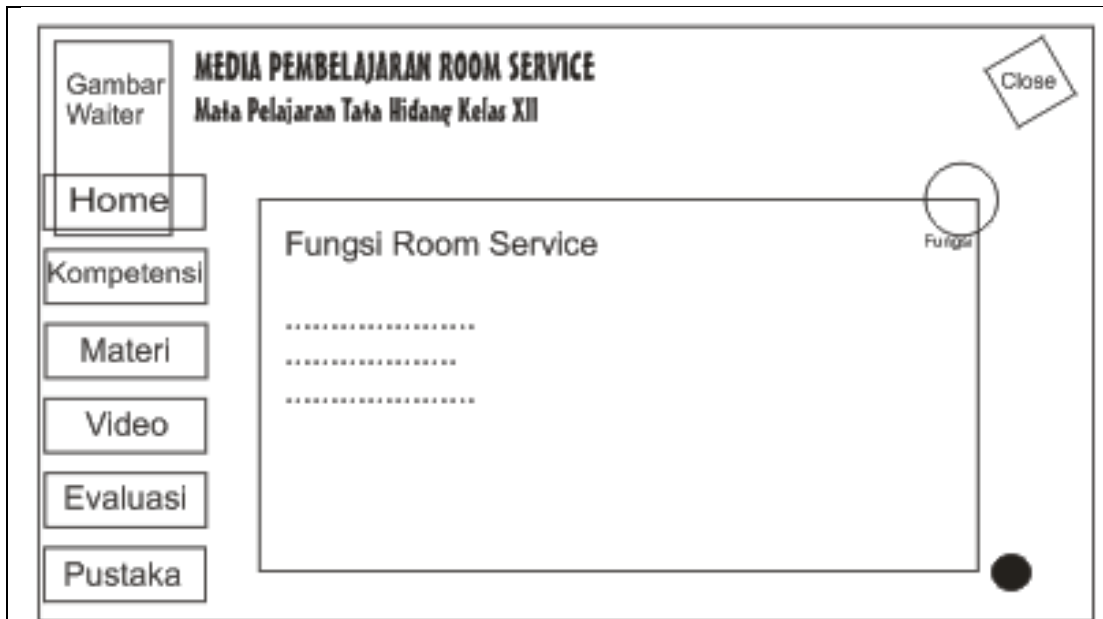 Gambar
Waiter
MEDIA PEMBELAJARAN ROOM SERVICE
Mata Pelajaran Tata Hidang Kelas XII
Close
Home
Kompetensi
Materi
Video
Evaluasi
Pustaka
Fungsi Room Service
.....................
...................
.....................
Fungsi